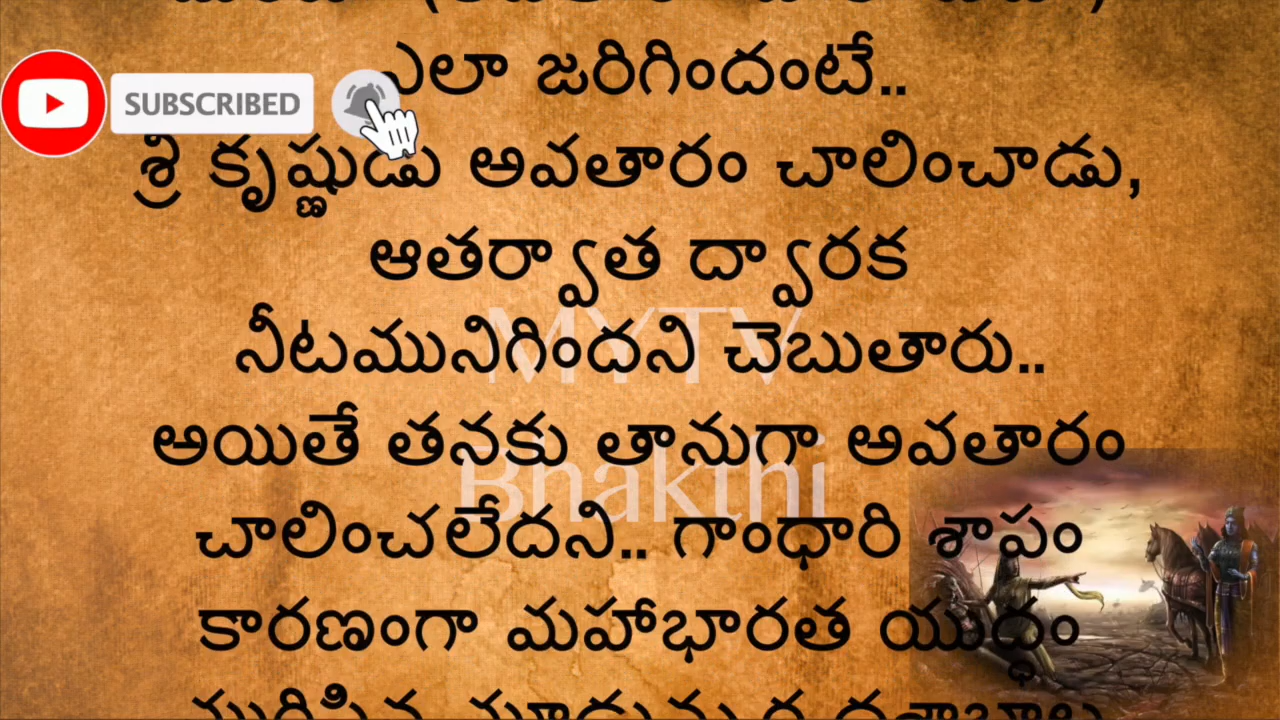 ఎలా జరిగిందంటే..
SUBSCRIBED
శ్రీ కృష్ణుడు అవతారం చాలించాడు,
ఆతర్వాత ద్వారక
నీటమునిగిందని చెబుతారు..
MYTV
అయితే తనకు తానుగా అవతారం
Bhakthi
చాలించలేదని.. గాంధారి శాపం
కారణంగా మహాభారత యుద్ధం